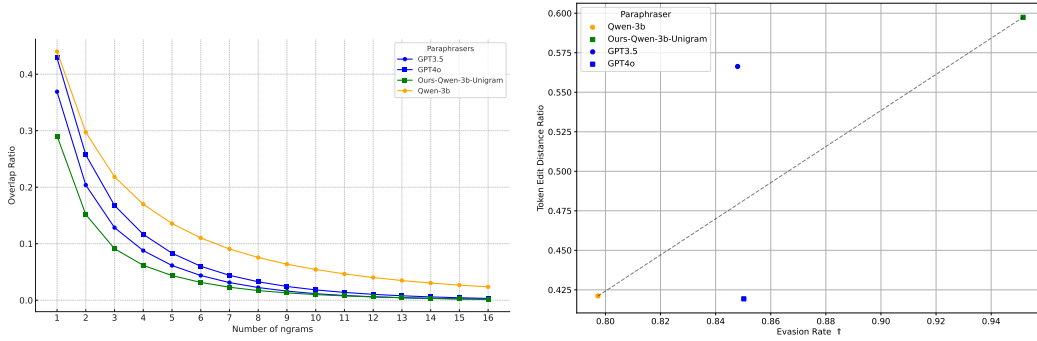 Overlap Ratio
0.4
0.3
0.2
0.1
0.0
Paraphrasers
GPT3.5
GPT4o
Ours-Qwen-3b-Unigram
Qwen-3b
1 2 3 4 5 6 7 8 9 10 11 12 13 14 15 16
Number of ngrams
Token Edit Distance Ratio
0.600
0.575
0.550
0.525
0.500
0.475
0.450
0.425
Paraphraser
Qwen-3b
Ours-Qwen-3b-Unigram
GPT3.5
GPT4o
0.80 0.82 0.84 0.86 0.88 0.90 0.92 0.94
Evasion Rate ↑